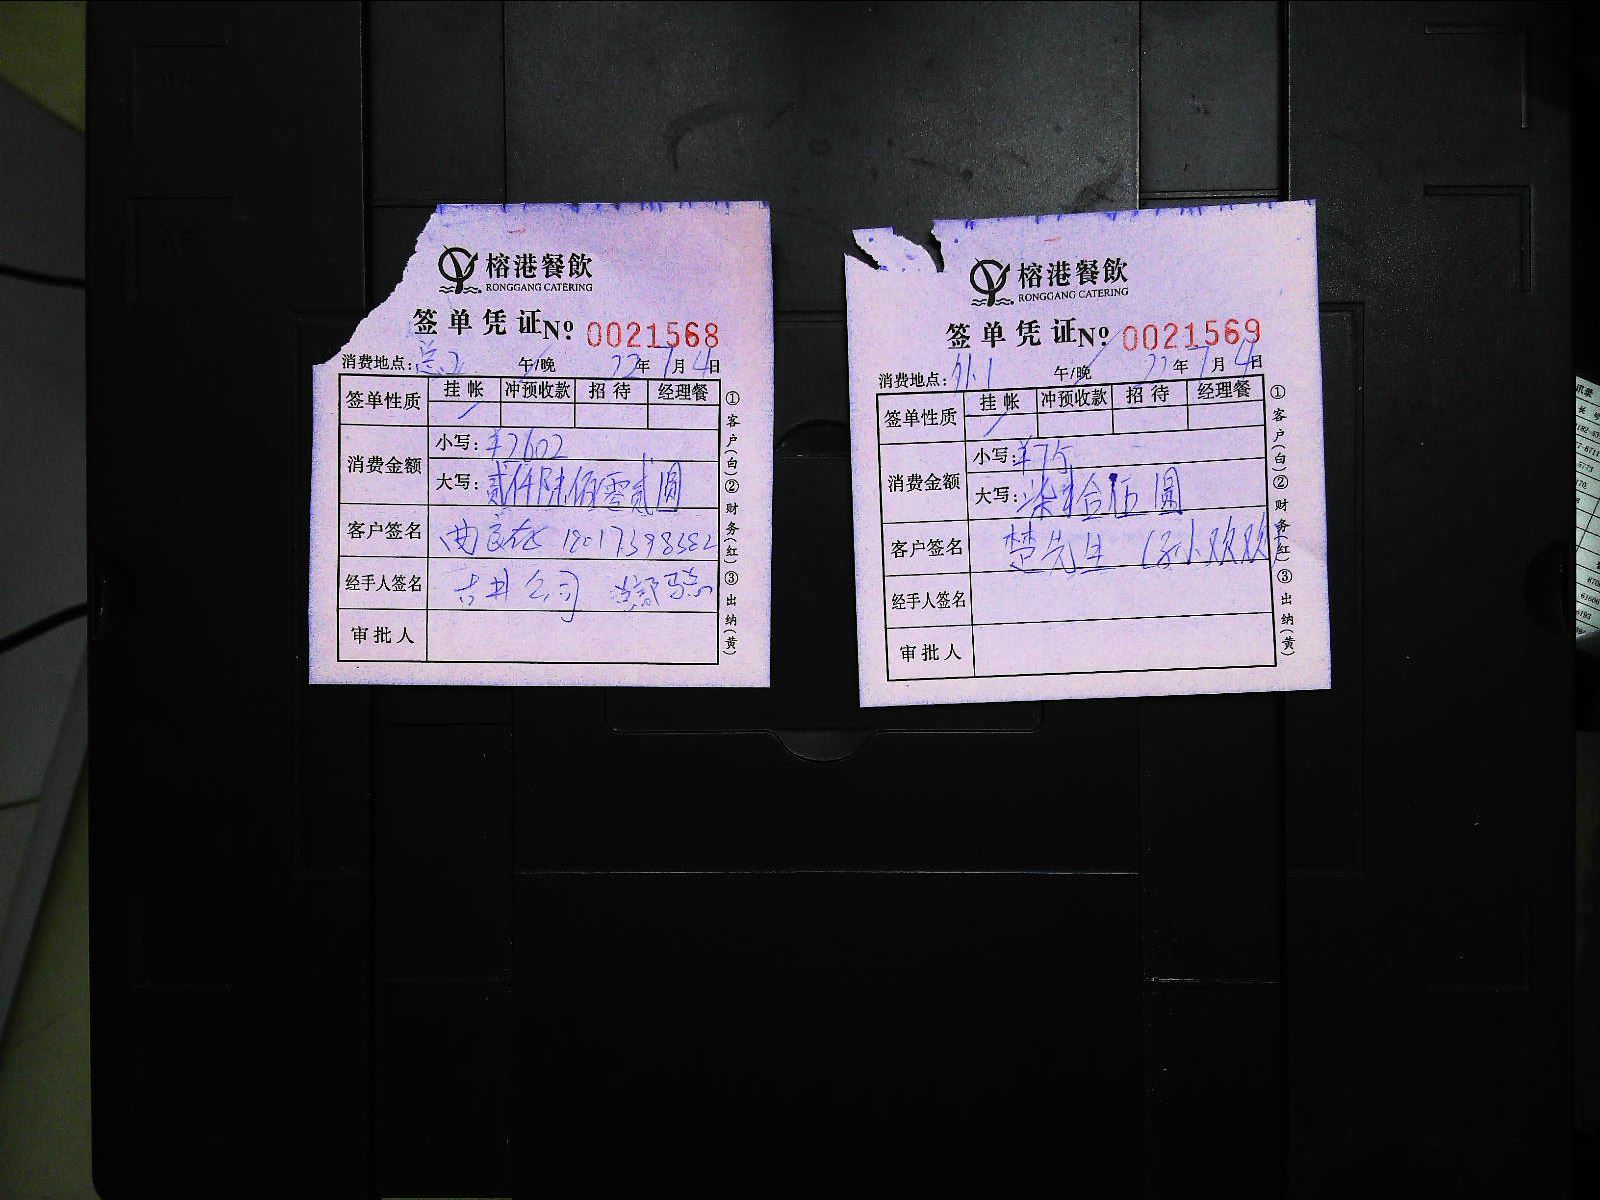 榕港餐飲
RONGGANG CATERING
签单凭证 Nº 0021568
消费地点: 午/晚 22年7月4日
签单性质 挂帐 冲预收款 招待 经理餐
消费金额 小写: ¥2602
大写: 贰仟陆佰零贰圆
客户签名
经手人签名 公司
审批人
①客户(白)②财务(红)③出纳(黄)
榕港餐飲
RONGGANG CATERING
签单凭证 Nº 0021569
消费地点: 午/晚 22年7月4日
签单性质 挂帐 冲预收款 招待 经理餐
消费金额 小写: ¥75
大写: 柒拾伍圆
客户签名 楚先生
经手人签名
审批人
①客户(白)②财务(红)③出纳(黄)